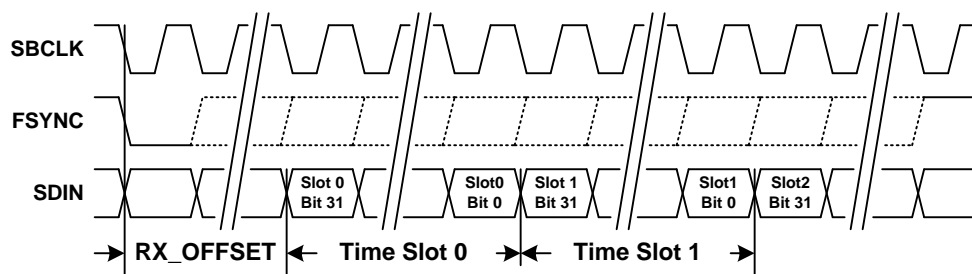 SBCLK
FSYNC
SDIN
Slot 0
Bit 31
Slot0
Bit 0
Slot 1
Bit 31
Slot1
Bit 0
Slot2
Bit 31
RX_OFFSET
Time Slot 0
Time Slot 1